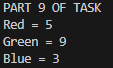 PART 9 OF TASK
Red = 5
Green = 9
Blue = 3